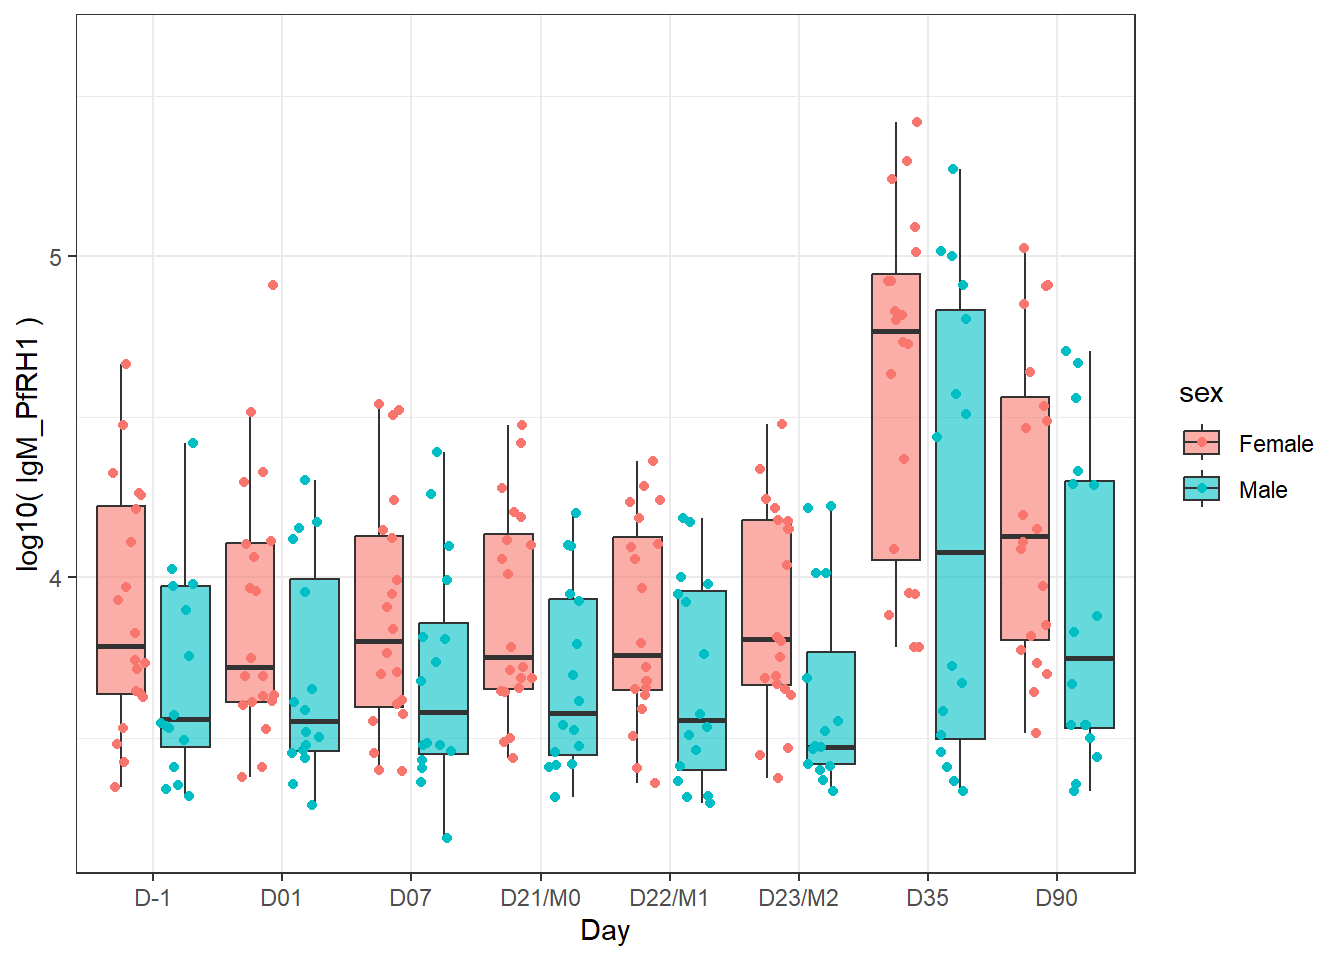 log10( IgM_PfRH1 )
5
4
D-1 D01 D07 D21/M0 D22/M1 D23/M2 D35 D90
Day
sex
Female
Male